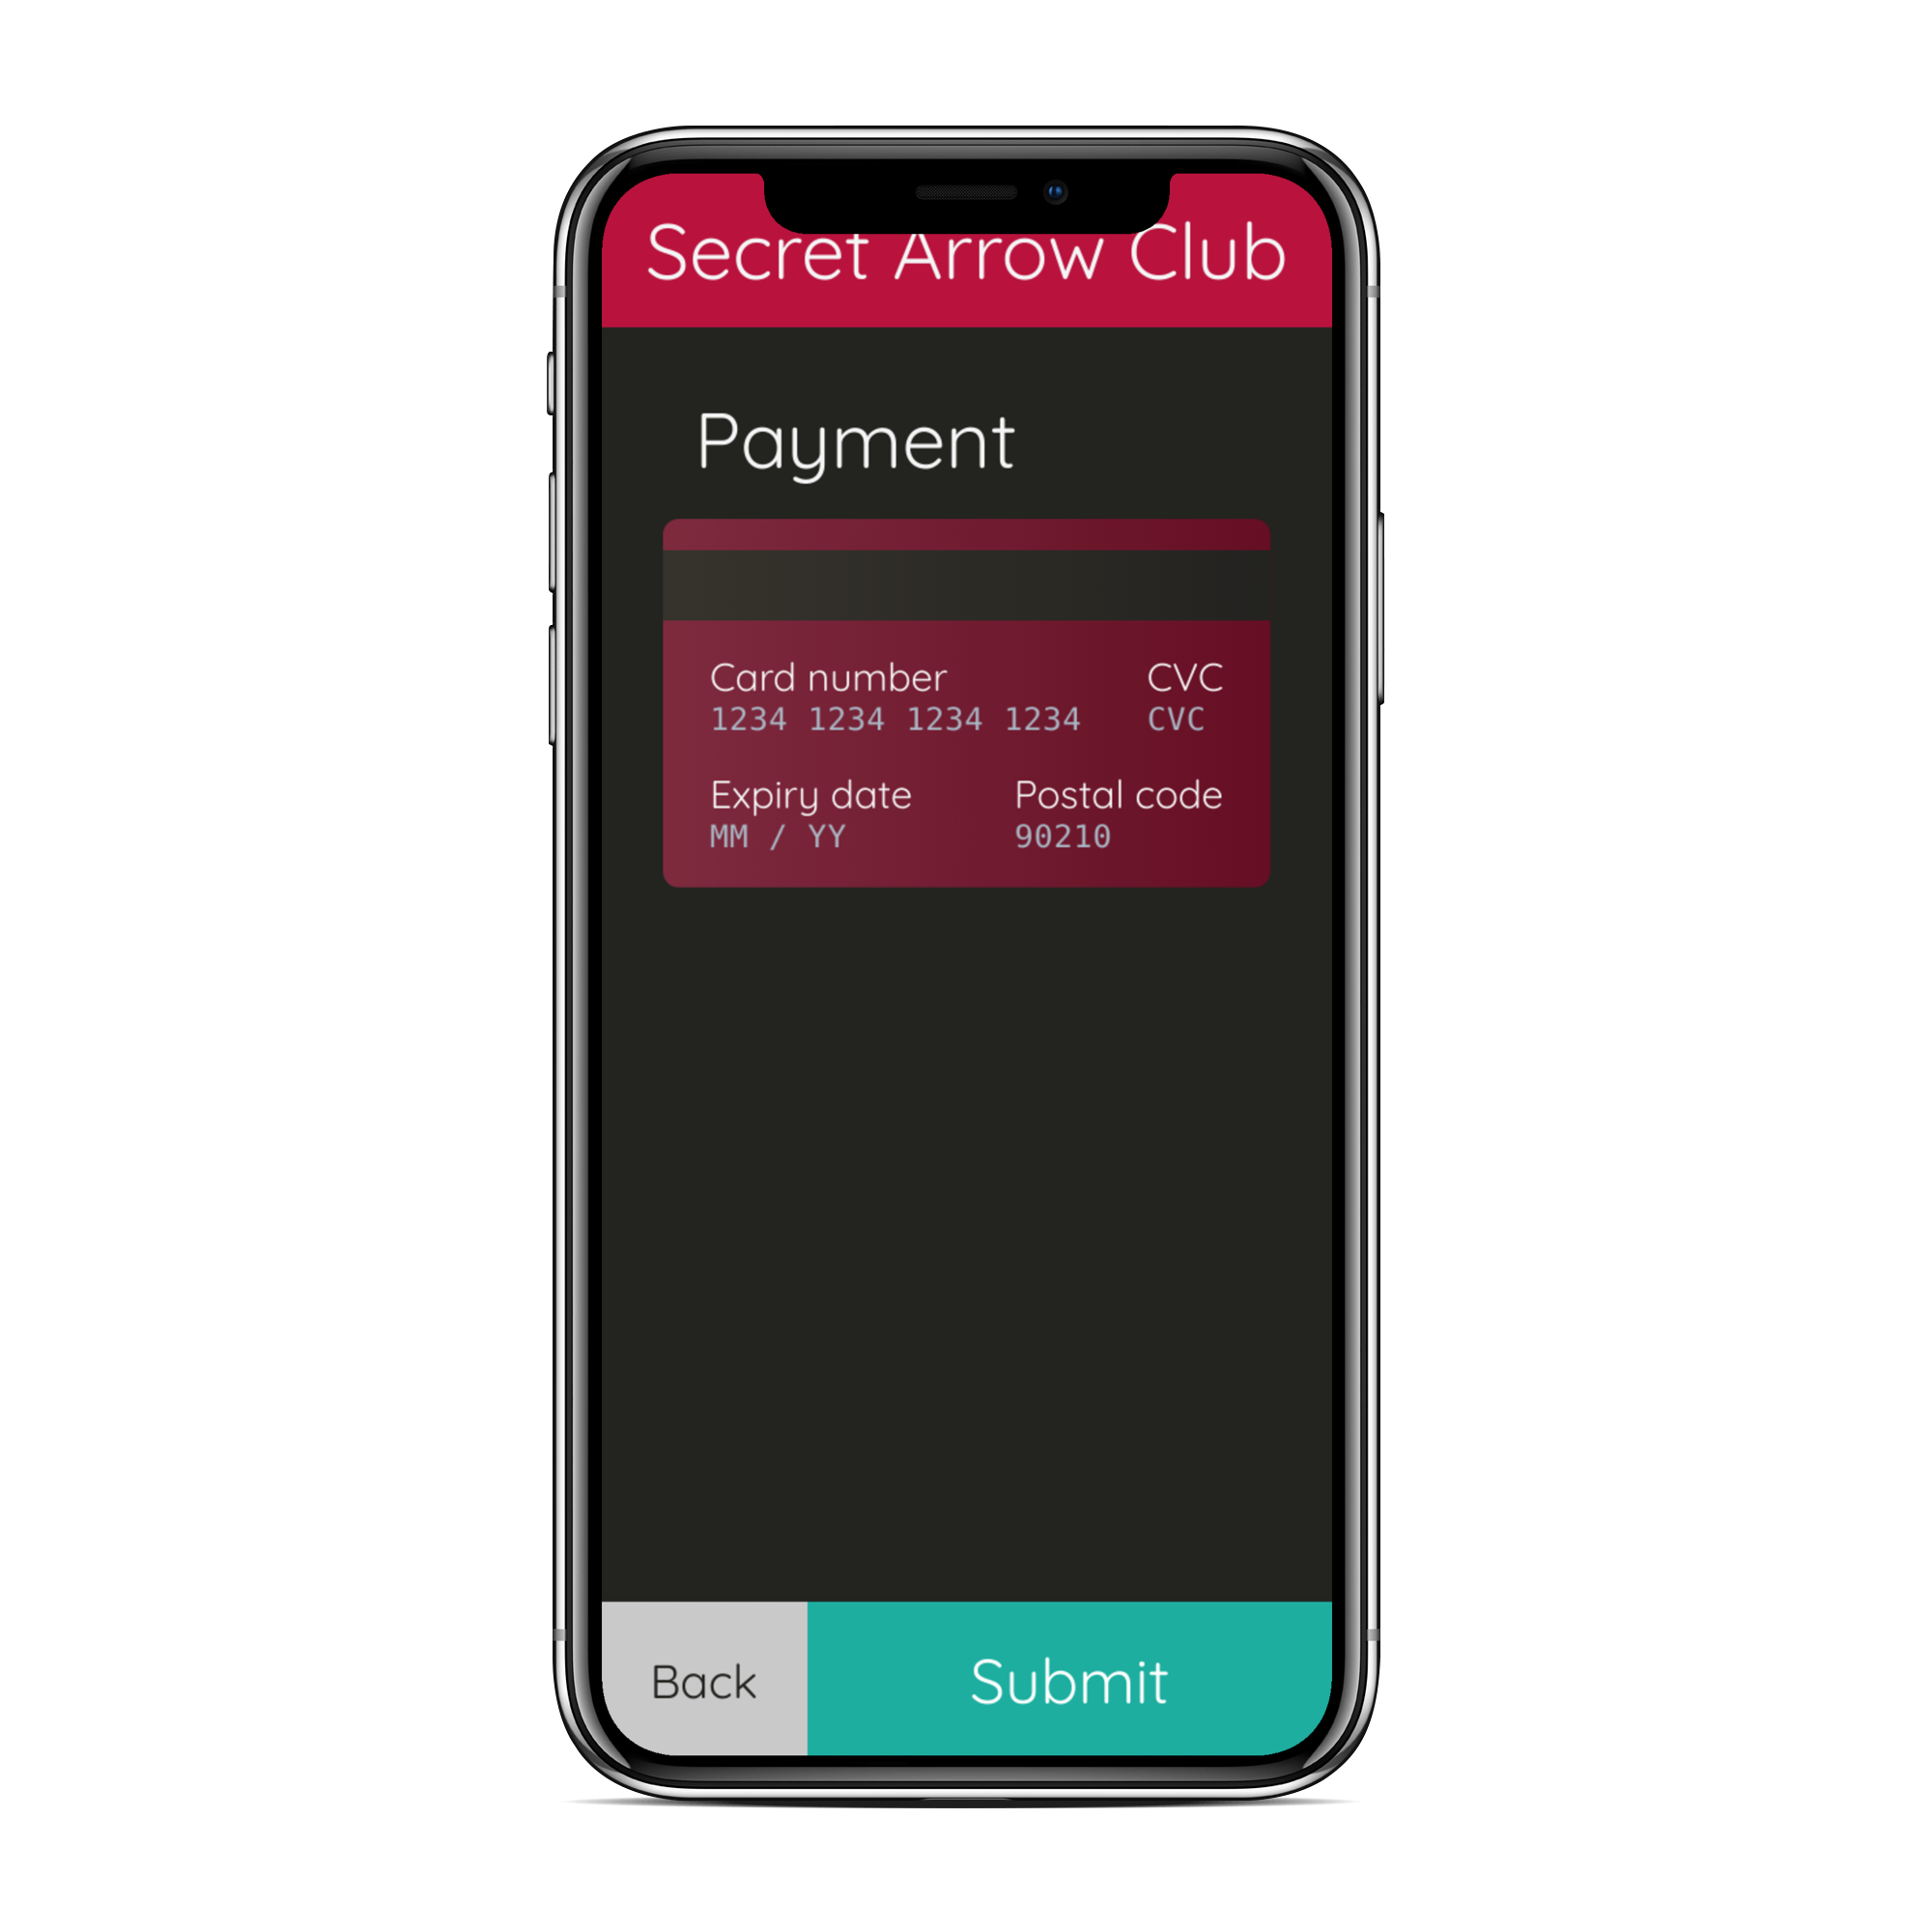 Secret Arrow Club
Payment
Card number CVC
1234 1234 1234 1234 CVC
Expiry date Postal code
MM / YY 90210
Back Submit